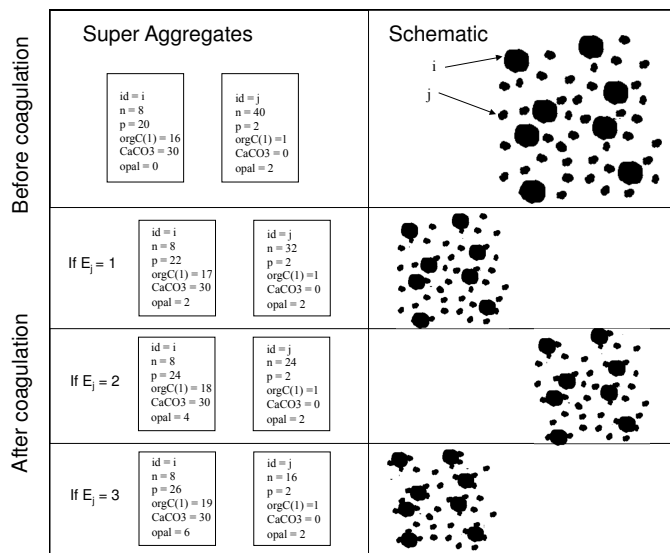 Super Aggregates
Schematic
Before coagulation
id = i
n = 8
p = 20
orgC(1) = 16
CaCO3 = 30
opal = 0
id = j
n = 40
p = 2
orgC(1) =1
CaCO3 = 0
opal = 2
i
j
After coagulation
If Ej = 1
id = i
n = 8
p = 22
orgC(1) = 17
CaCO3 = 30
opal = 2
id = j
n = 32
p = 2
orgC(1) =1
CaCO3 = 0
opal = 2
If Ej = 2
id = i
n = 8
p = 24
orgC(1) = 18
CaCO3 = 30
opal = 4
id = j
n = 24
p = 2
orgC(1) =1
CaCO3 = 0
opal = 2
If Ej = 3
id = i
n = 8
p = 26
orgC(1) = 19
CaCO3 = 30
opal = 6
id = j
n = 16
p = 2
orgC(1) =1
CaCO3 = 0
opal = 2